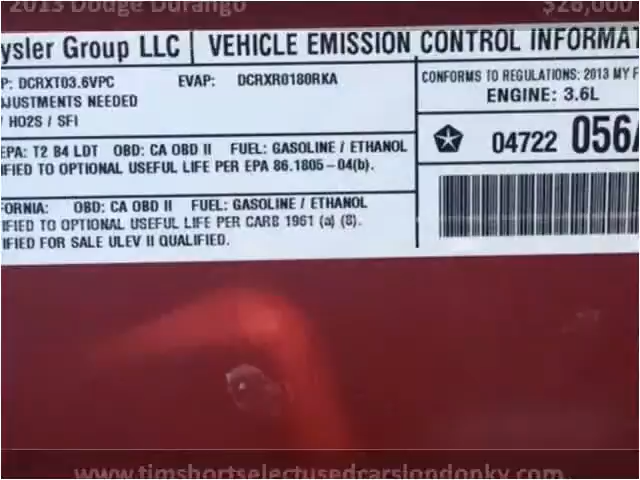 2013 Dodge Durango $26,000
ysler Group LLC VEHICLE EMISSION CONTROL INFORMAT
P: DCRXT03.6VPC EVAP: DCRXR0180RKA
CONFORMS TO REGULATIONS: 2013 MY F
DJUSTMENTS NEEDED
ENGINE: 3.6L
/ HO2S / SFI
04722 056A
EPA: T2 B4 LDT OBD: CA OBD II FUEL: GASOLINE / ETHANOL
IFIED TO OPTIONAL USEFUL LIFE PER EPA 86.1805-04(b).
FORNIA: OBD: CA OBD II FUEL: GASOLINE / ETHANOL
IFIED TO OPTIONAL USEFUL LIFE PER CARB 1961 (a) (8).
IFIED FOR SALE ULEV II QUALIFIED.
www.timshortselectusedcarslondonky.com